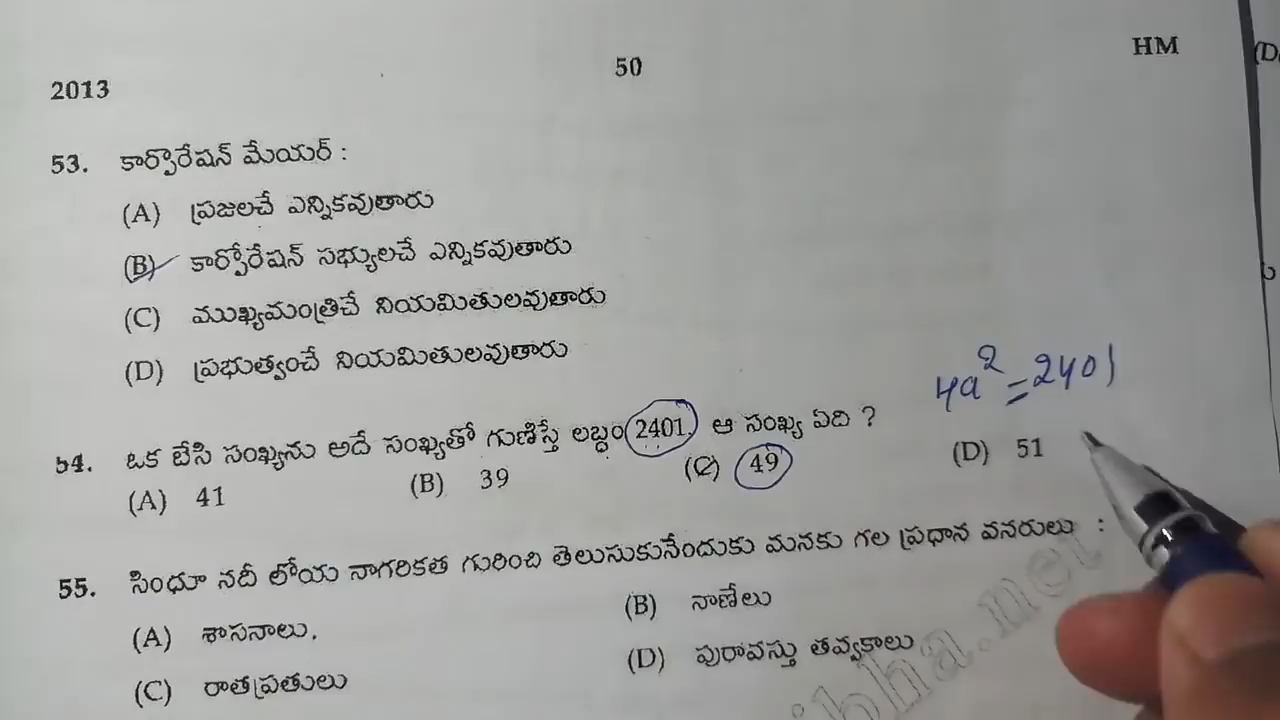 2013 50 HM
53. కార్పొరేషన్ మేయర్ :
(A) ప్రజలచే ఎన్నికవుతారు
(B) కార్పోరేషన్ సభ్యులచే ఎన్నికవుతారు
(C) ముఖ్యమంత్రిచే నియమితులవుతారు
(D) ప్రభుత్వంచే నియమితులవుతారు
4a² = 2401
54. ఒక బేసి సంఖ్యను అదే సంఖ్యతో గుణిస్తే లబ్ధం 2401, ఆ సంఖ్య ఏది ?
(A) 41 (B) 39 (C) 49 (D) 51
55. సింధూ నదీ లోయ నాగరికత గురించి తెలుసుకునేందుకు మనకు గల ప్రధాన వనరులు :
(A) శాసనాలు. (B) నాణేలు
(C) రాతప్రతులు (D) పురావస్తు తవ్వకాలు
(D